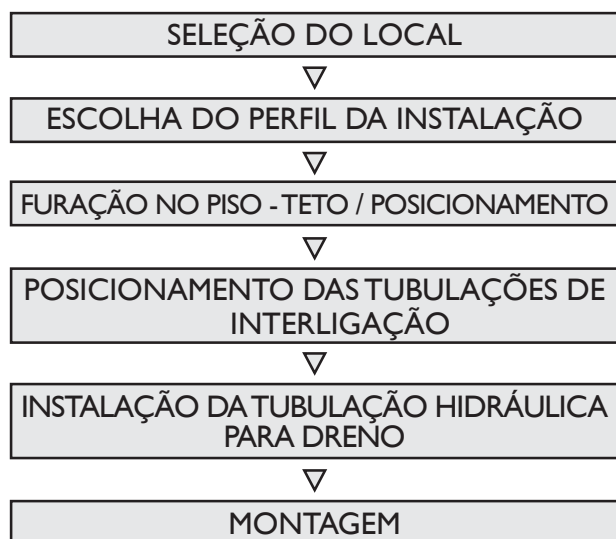 SELEÇÃO DO LOCAL
ESCOLHA DO PERFIL DA INSTALAÇÃO
FURAÇÃO NO PISO - TETO / POSICIONAMENTO
POSICIONAMENTO DAS TUBULAÇÕES DE
INTERLIGAÇÃO
INSTALAÇÃO DA TUBULAÇÃO HIDRÁULICA
PARA DRENO
MONTAGEM